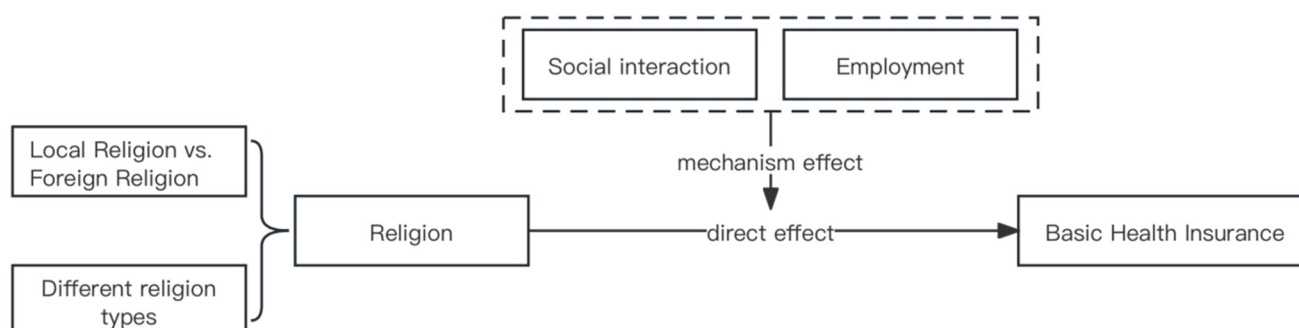 Social interaction
Employment
Local Religion vs.
Foreign Religion
mechanism effect
Religion
direct effect
Basic Health Insurance
Different religion
types